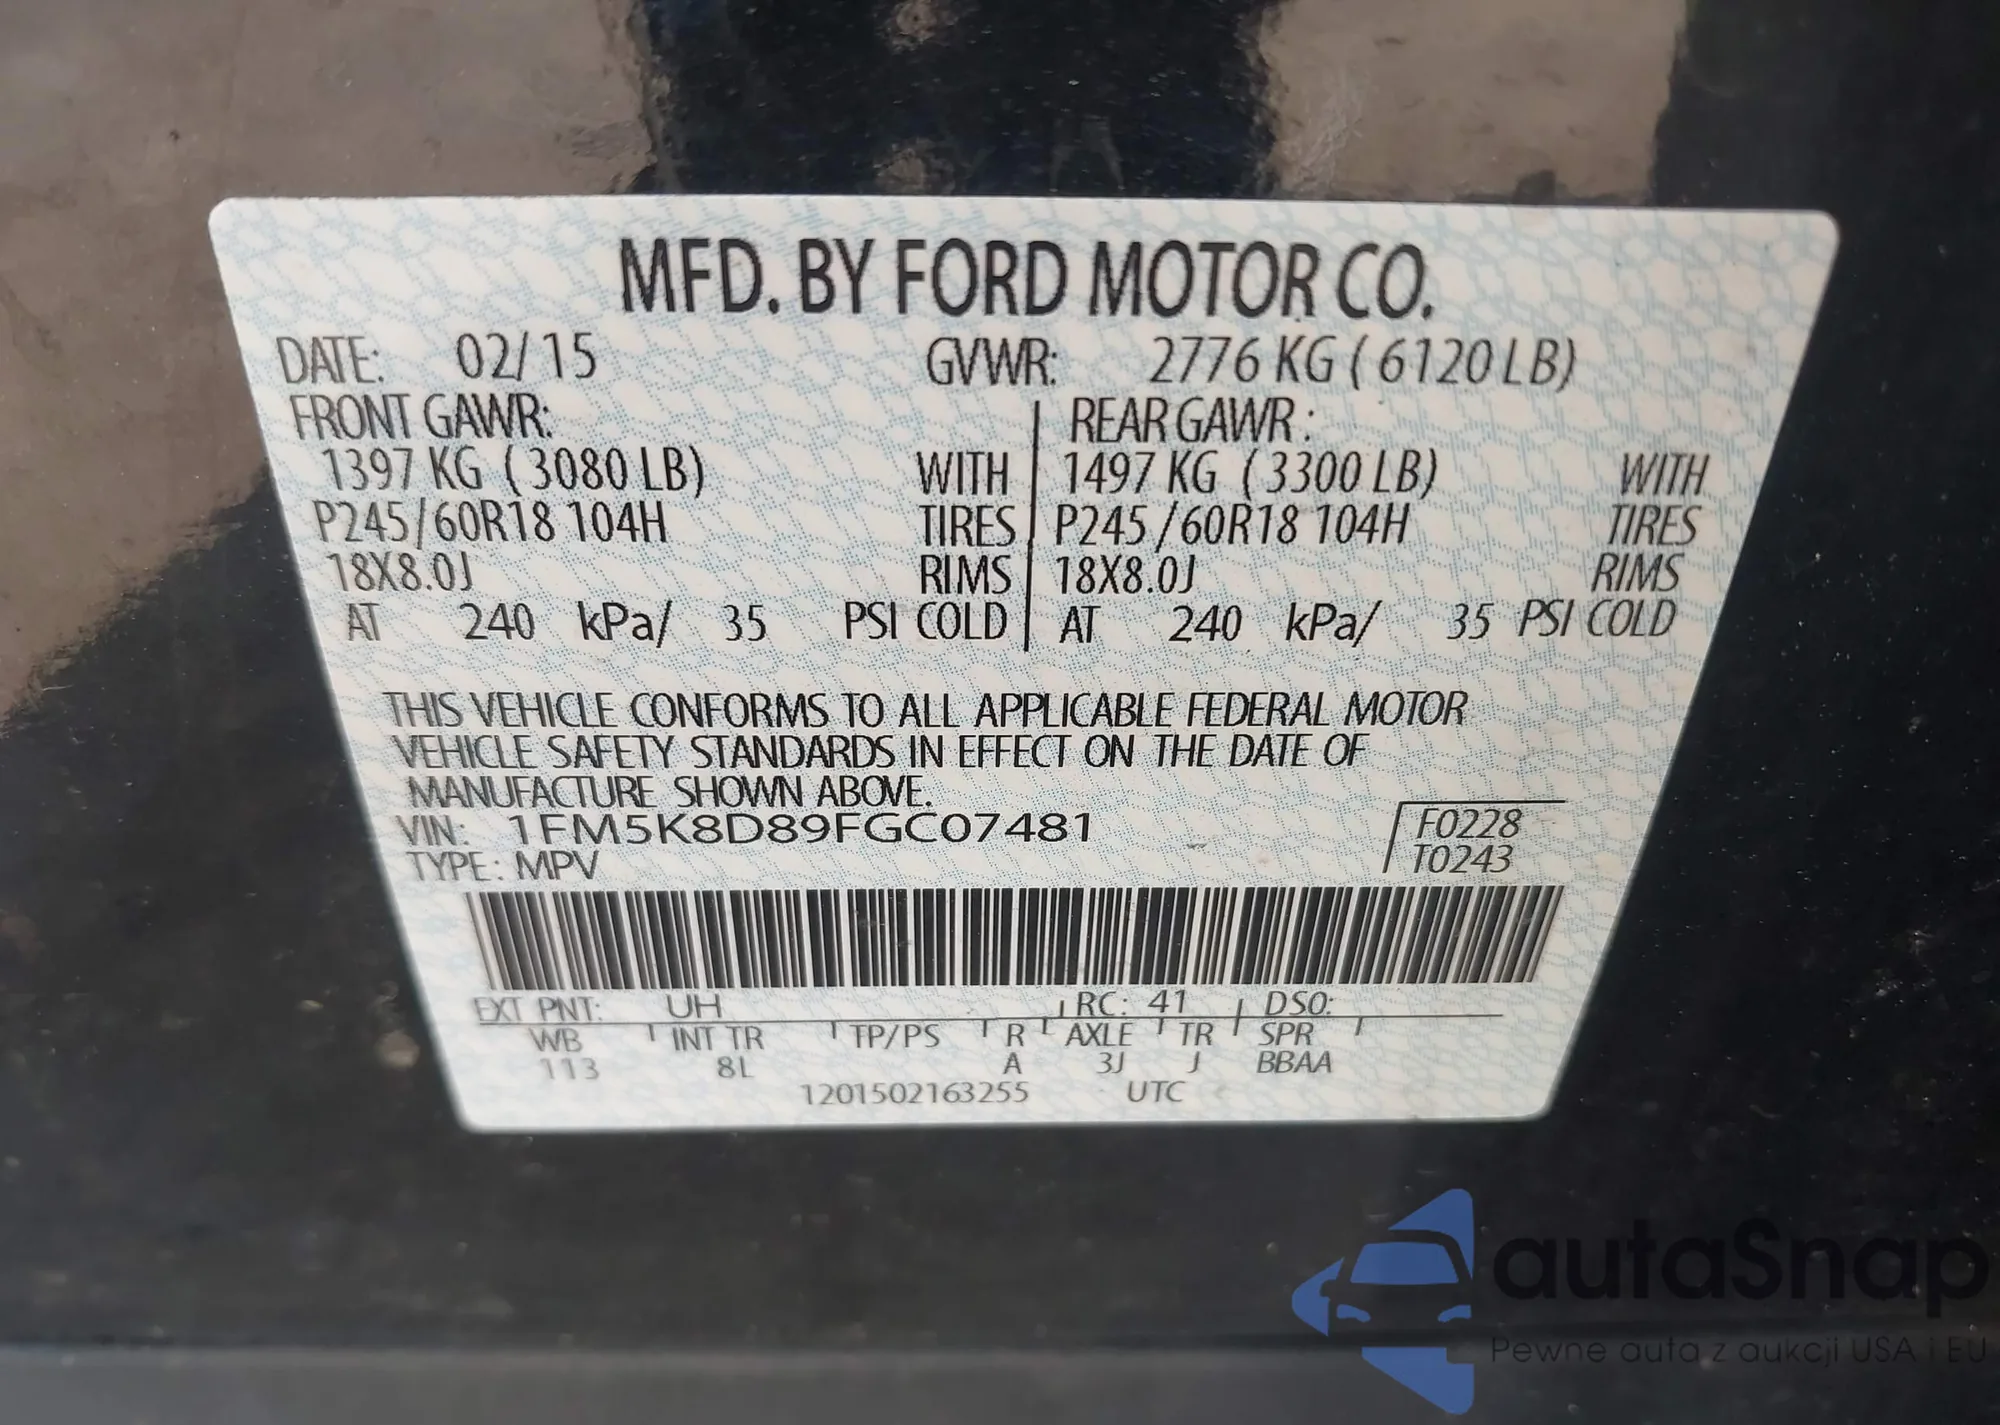 MFD. BY FORD MOTOR CO.
DATE: 02/15 GVWR: 2776 KG (6120 LB)
FRONT GAWR: REAR GAWR:
1397 KG (3080 LB) WITH 1497 KG (3300 LB) WITH
P245/60R18 104H TIRES P245/60R18 104H TIRES
18X8.0J RIMS 18X8.0J RIMS
AT 240 kPa/ 35 PSI COLD AT 240 kPa/ 35 PSI COLD
THIS VEHICLE CONFORMS TO ALL APPLICABLE FEDERAL MOTOR
VEHICLE SAFETY STANDARDS IN EFFECT ON THE DATE OF
MANUFACTURE SHOWN ABOVE.
VIN: 1FM5K8D89FGC07481 F0228
TYPE: MPV T0243
EXT PNT: UH RC: 41 DSO:
WB INT TR TP/PS R AXLE TR SPR
113 8L A 3J J BBAA
1201502163255 UTC
autaSnap
Pewne auta z aukcji USA i EU